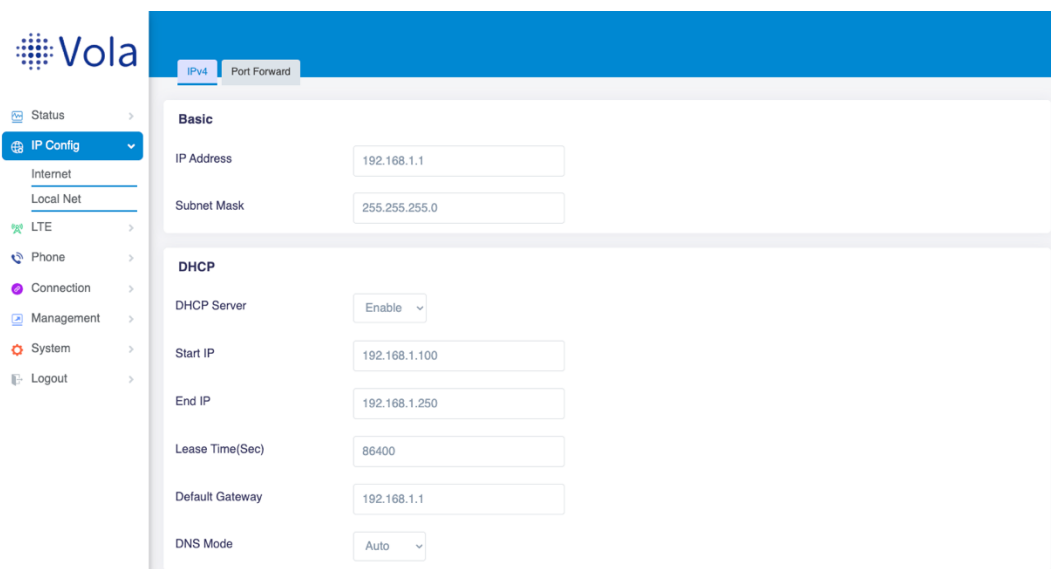 Vola
Status
IP Config
Internet
Local Net
LTE
Phone
Connection
Management
System
Logout
IPv4 Port Forward
Basic
IP Address 192.168.1.1
Subnet Mask 255.255.255.0
DHCP
DHCP Server Enable
Start IP 192.168.1.100
End IP 192.168.1.250
Lease Time(Sec) 86400
Default Gateway 192.168.1.1
DNS Mode Auto